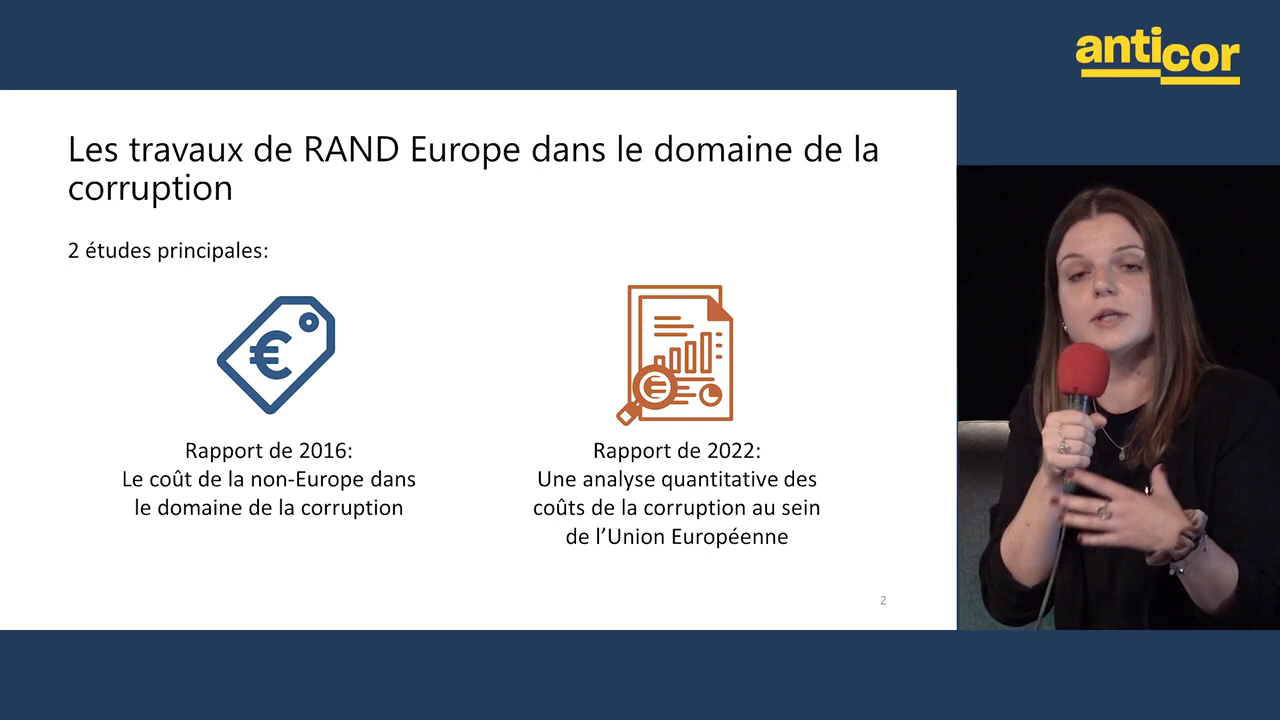 anticor
Les travaux de RAND Europe dans le domaine de la
corruption
2 études principales:
€
€
Rapport de 2016:
Le coût de la non-Europe dans
le domaine de la corruption
Rapport de 2022:
Une analyse quantitative des
coûts de la corruption au sein
de l’Union Européenne
2